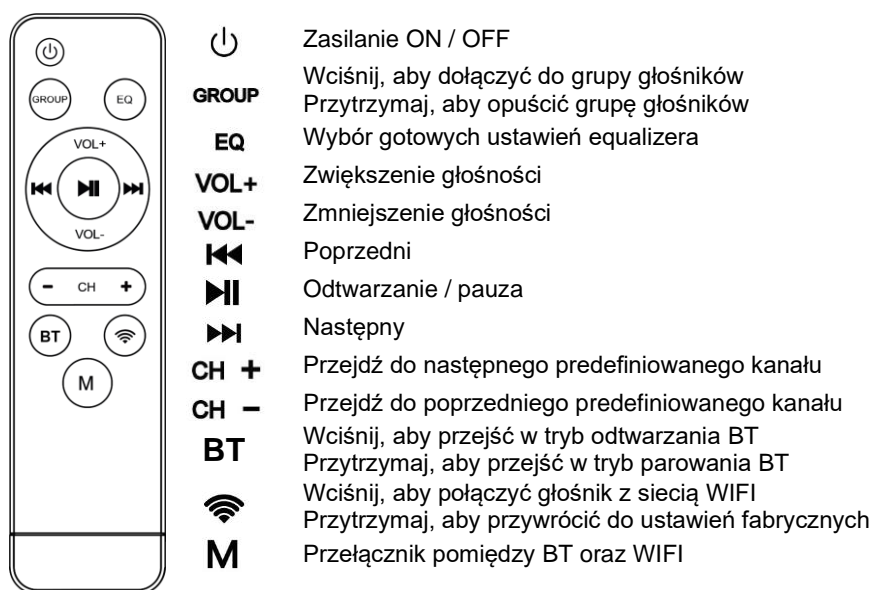 GROUP
EQ
VOL+
VOL-
- CH +
BT
M
Zasilanie ON / OFF
GROUP
Wciśnij, aby dołączyć do grupy głośników
Przytrzymaj, aby opuścić grupę głośników
EQ Wybór gotowych ustawień equalizera
VOL+ Zwiększenie głośności
VOL- Zmniejszenie głośności
Poprzedni
Odtwarzanie / pauza
Następny
CH + Przejdź do następnego predefiniowanego kanału
CH - Przejdź do poprzedniego predefiniowanego kanału
BT
Wciśnij, aby przejść w tryb odtwarzania BT
Przytrzymaj, aby przejść w tryb parowania BT
Wciśnij, aby połączyć głośnik z siecią WIFI
Przytrzymaj, aby przywrócić do ustawień fabrycznych
M Przełącznik pomiędzy BT oraz WIFI